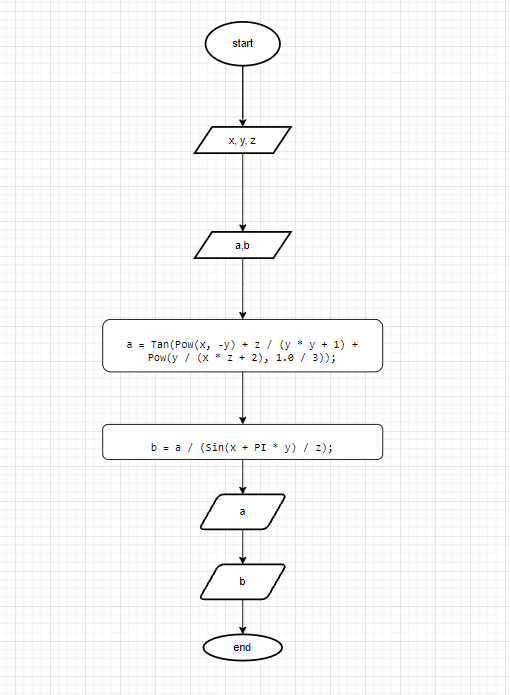 start
x, y, z
a,b
a = Tan(Pow(x, -y) + z / (y * y + 1) +
Pow(y / (x * z + 2), 1.0 / 3));
b = a / (Sin(x + PI * y) / z);
a
b
end